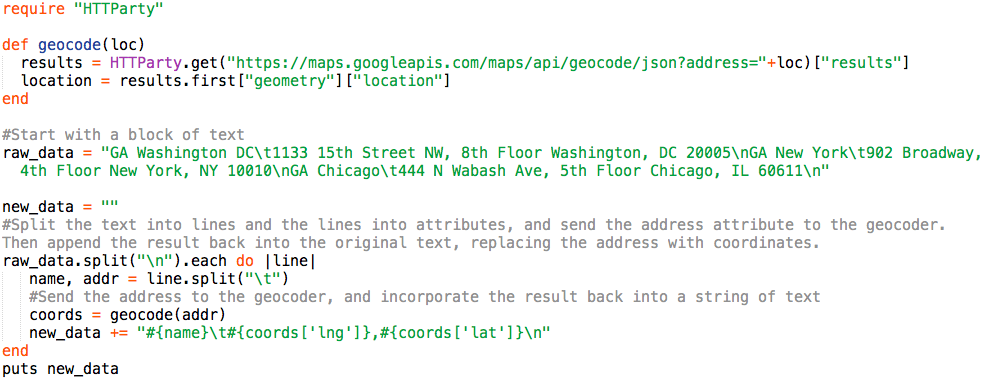 require "HTTParty"
def geocode(loc)
  results = HTTParty.get("https://maps.googleapis.com/maps/api/geocode/json?address="+loc)["results"]
  location = results.first["geometry"]["location"]
end
#Start with a block of text
raw_data = "GA Washington DC\t1133 15th Street NW, 8th Floor Washington, DC 20005\nGA New York\t902 Broadway,
  4th Floor New York, NY 10010\nGA Chicago\t444 N Wabash Ave, 5th Floor Chicago, IL 60611\n"
new_data = ""
#Split the text into lines and the lines into attributes, and send the address attribute to the geocoder.
Then append the result back into the original text, replacing the address with coordinates.
raw_data.split("\n").each do |line|
   name, addr = line.split("\t")
   #Send the address to the geocoder, and incorporate the result back into a string of text
   coords = geocode(addr)
   new_data += "#{name}\t#{coords['lng']},#{coords['lat']}\n"
end
puts new_data